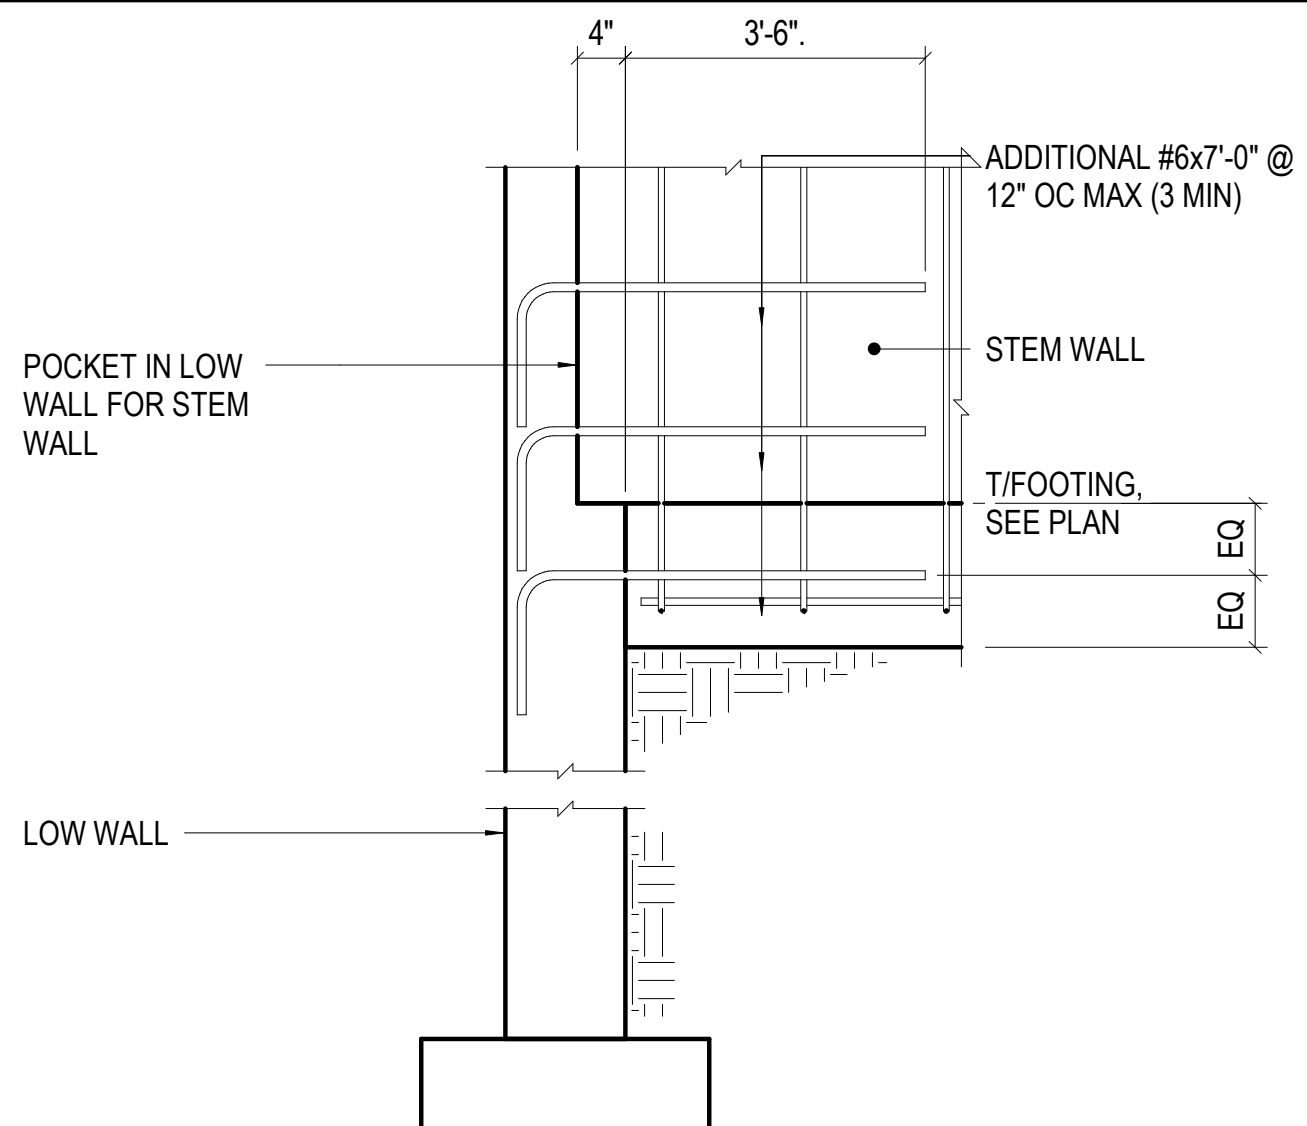 4"
3'-6".
ADDITIONAL #6x7'-0" @
12" OC MAX (3 MIN)
STEM WALL
POCKET IN LOW
WALL FOR STEM
WALL
T/FOOTING,
SEE PLAN
EQ
EQ
LOW WALL